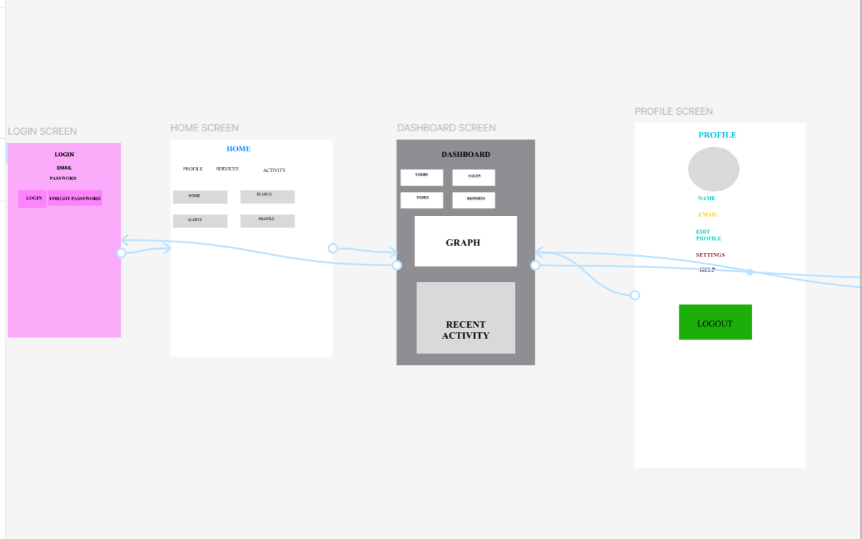 LOGIN SCREEN
LOGIN
EMAIL
PASSWORD
LOGIN
FORGOT PASSSWORD
HOME SCREEN
HOME
PROFILE
SERVICES
ACTIVITY
HOME
SEARCH
ALERTS
PROFILE
DASHBOARD SCREEN
DASHBOARD
USERS
SALES
TASKS
REPORTS
GRAPH
RECENT
ACTIVITY
PROFILE SCREEN
PROFILE
NAME
EMAIL
EDIT
PROFILE
SETTINGS
HELP
LOGOUT